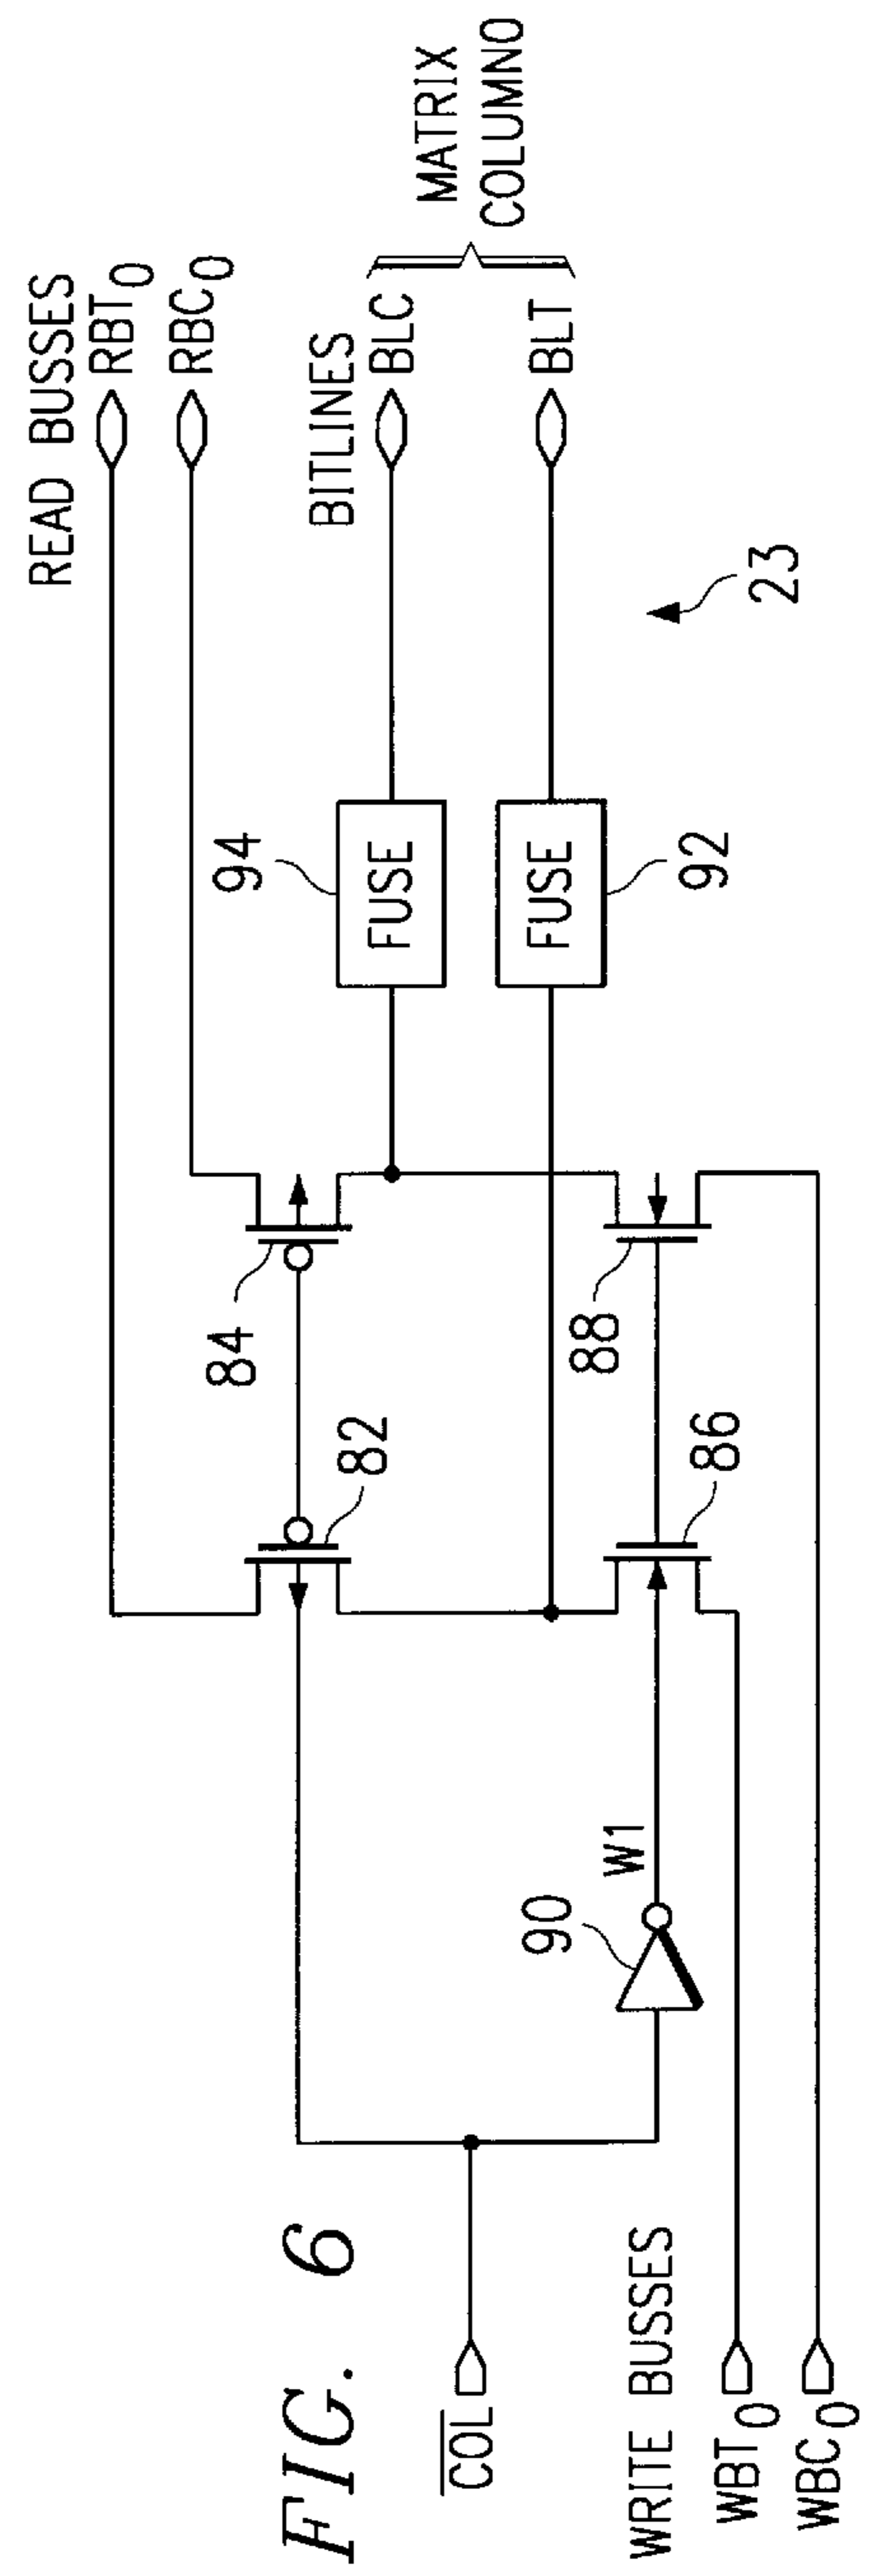 READ BUSSES
RBT0
RBC0
BITLINES
BLC
BLT
MATRIX
COLUMN0
94
FUSE
FUSE
92
23
84
82
88
86
90
W1
COL
WRITE BUSSES
WBT0
WBC0
FIG. 6